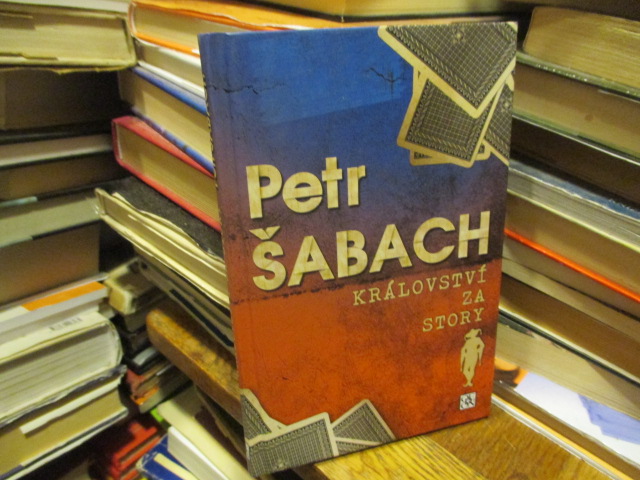 Petr
ŠABACH
KRÁLOVSTVÍ
ZA
STORY